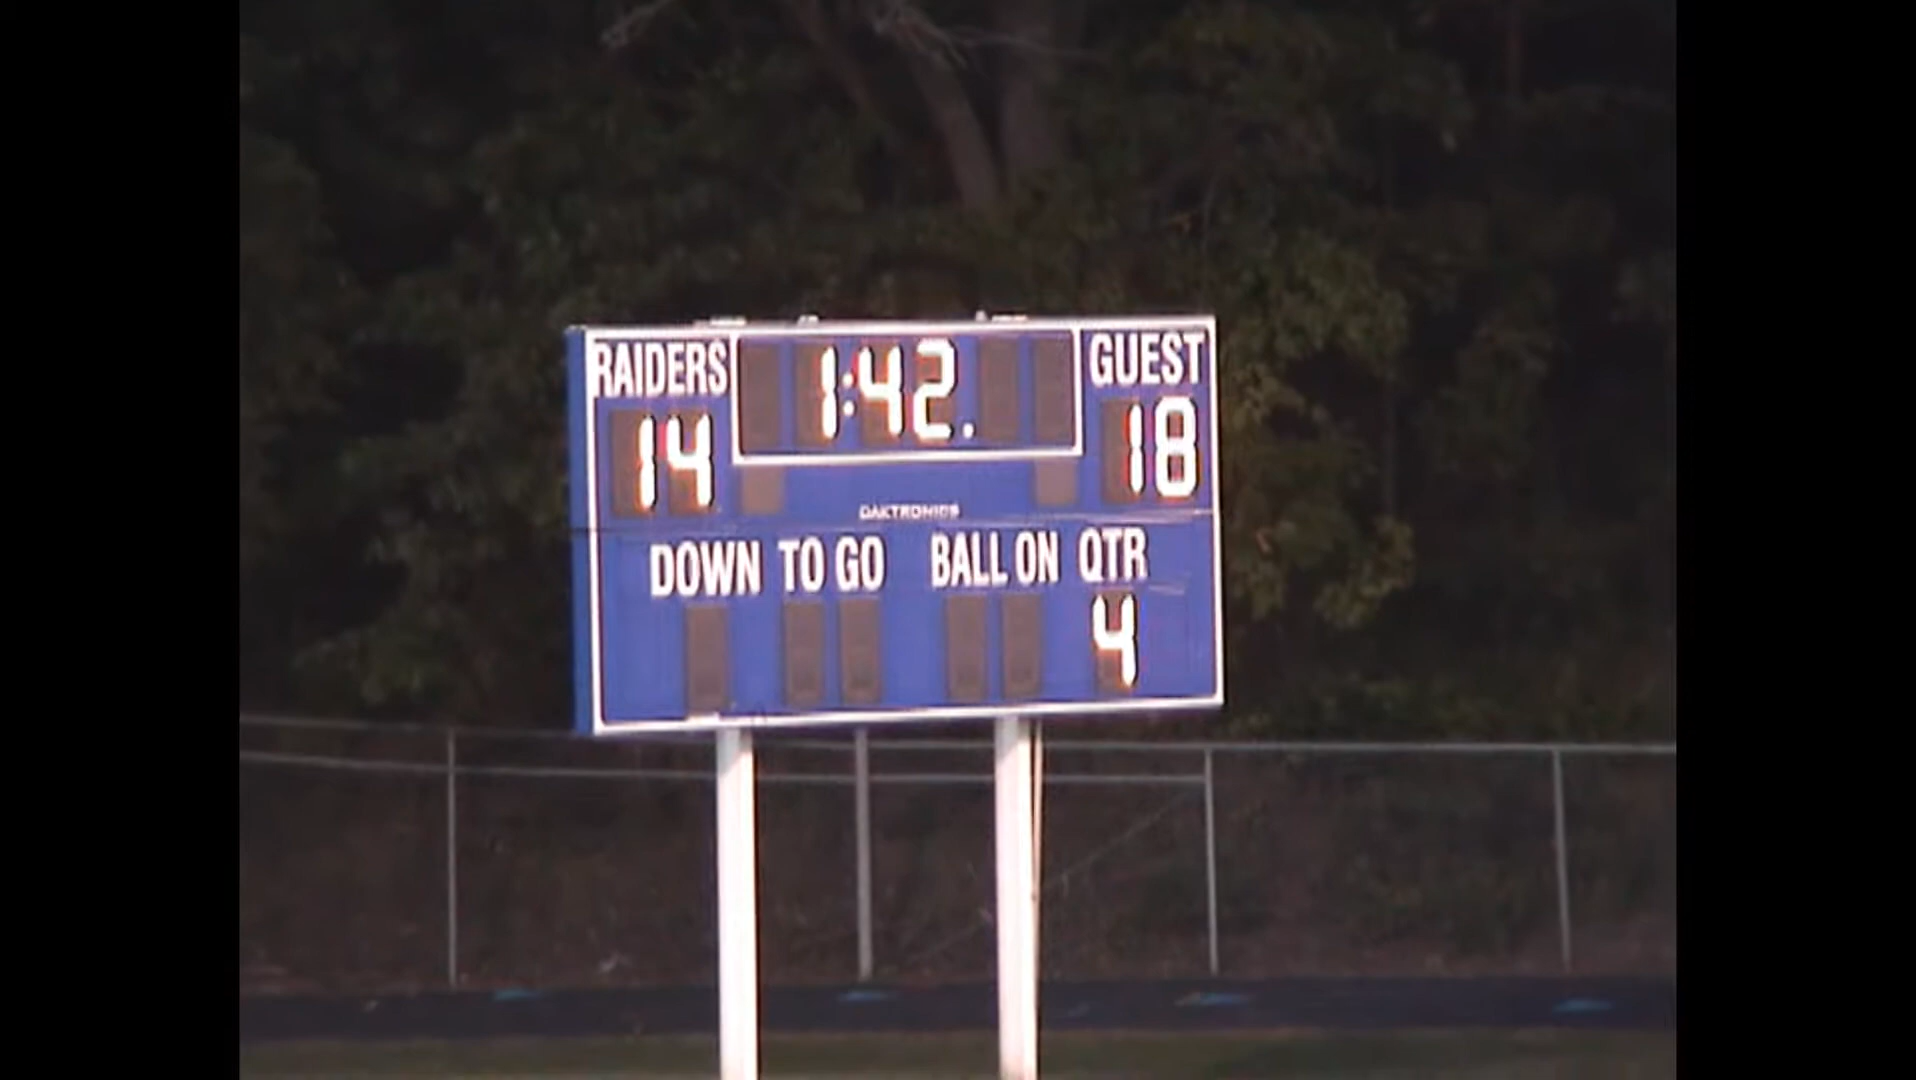 RAIDERS 1:42. GUEST
14 18
DAKTRONICS
DOWN TO GO BALL ON QTR
4